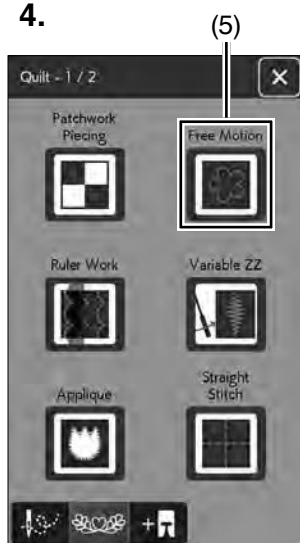 4.
(5)
Quilt - 1 / 2
Patchwork
Piecing
Free Motion
Ruler Work
Variable ZZ
Applique
Straight
Stitch